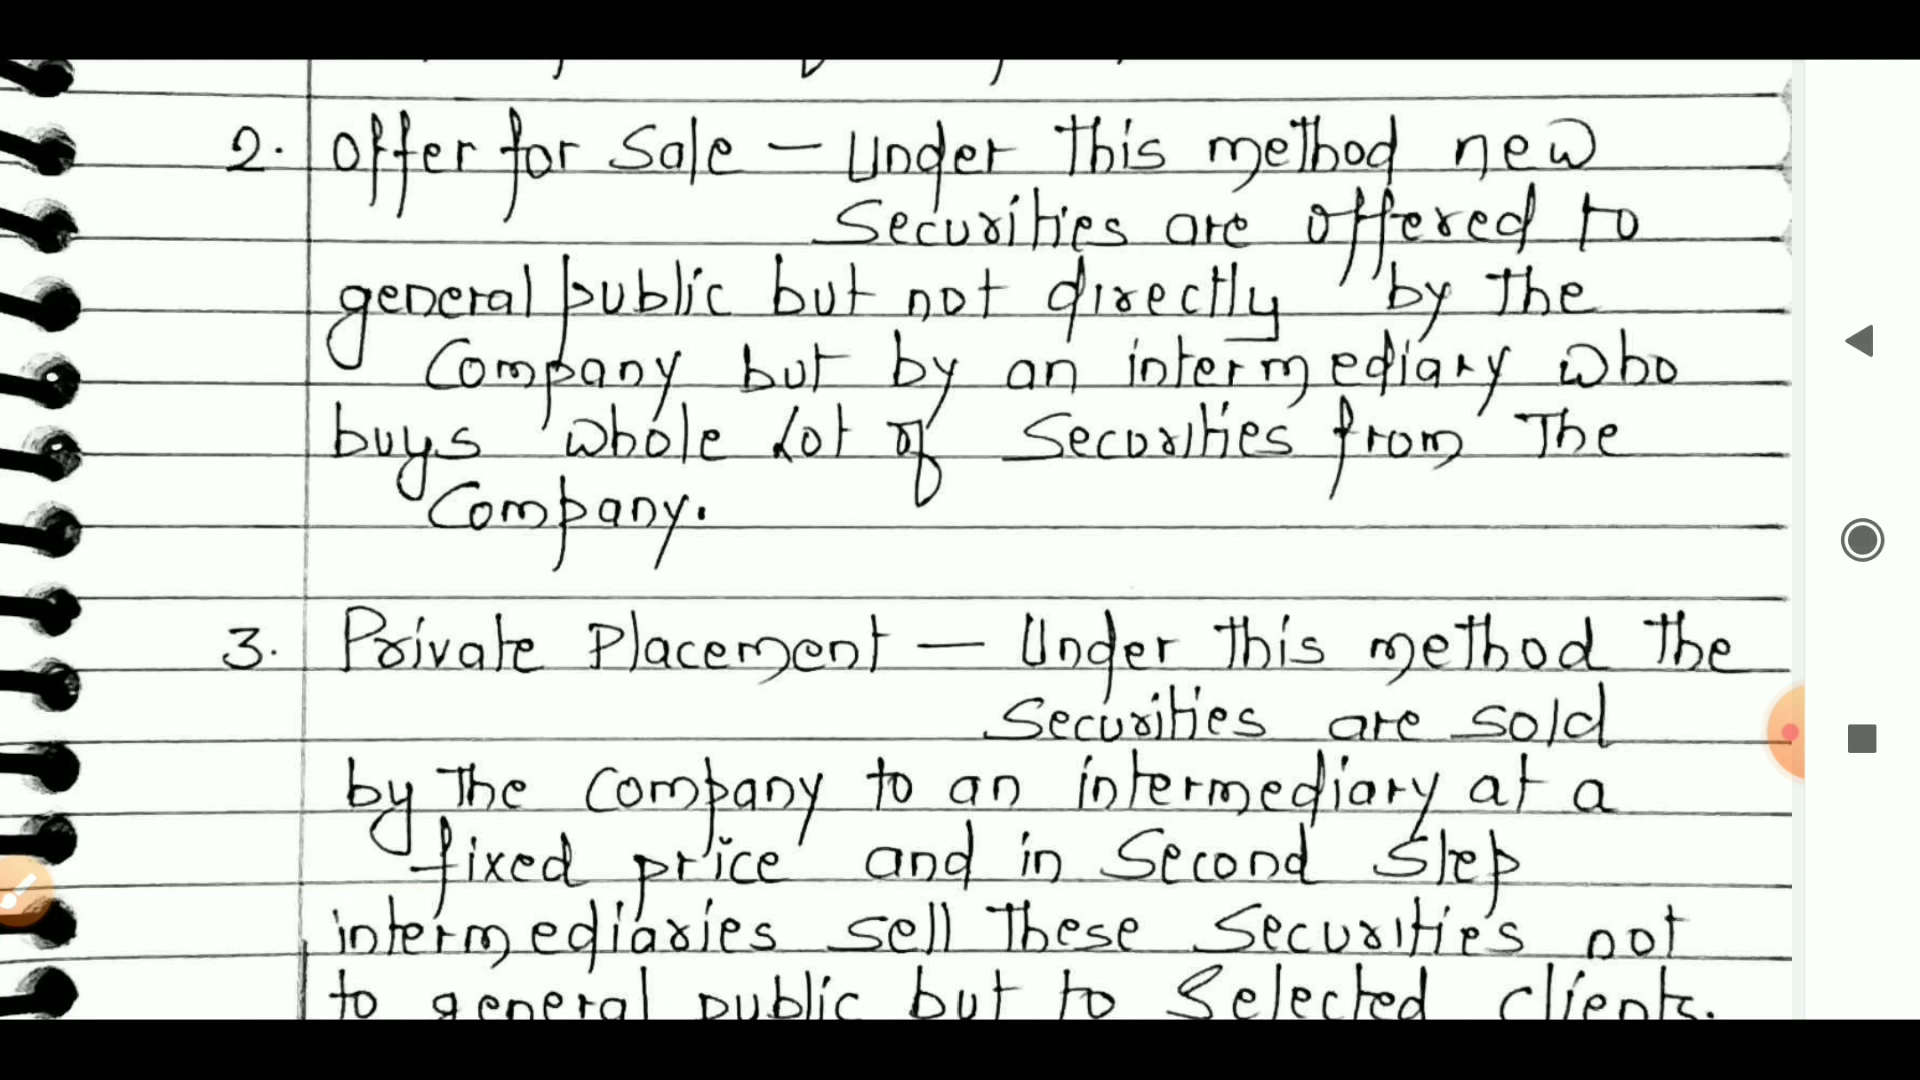 2. Offer for Sale — Under This method new
Securities are offered to
general public but not directly by The
Company but by an intermediary who
buys whole Lot of Securities from The
Company.
3. Private Placement — Under This method The
Securities are sold
by The Company to an intermediary at a
fixed price and in Second Step
intermediaries sell These Securities not
to general public but to Selected clients.